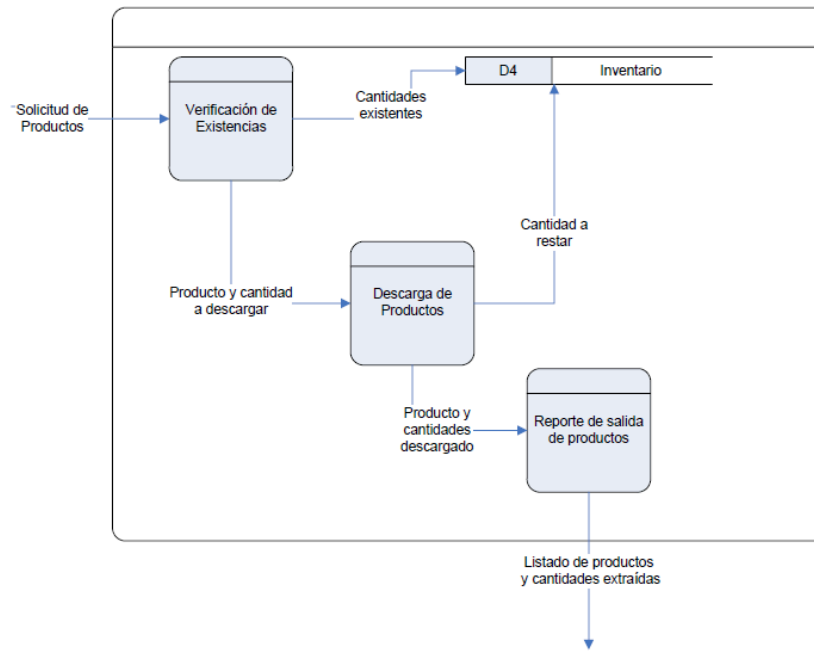 D4
Inventario
Solicitud de
Productos
Verificación de
Existencias
Cantidades
existentes
Cantidad a
restar
Producto y cantidad
a descargar
Descarga de
Productos
Producto y
cantidades
descargado
Reporte de salida
de productos
Listado de productos
y cantidades extraídas